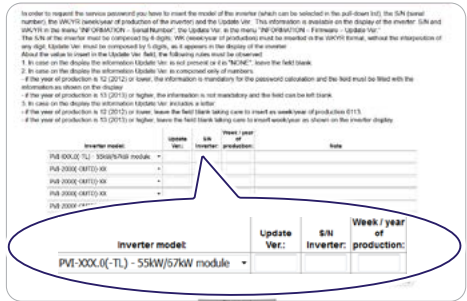 In order to request the service password you have to insert the model of the inverter (which can be selected in the pull-down list), the S/N (serial
number), the WK/YR (week/year of production of the inverter) and the Update Ver. This information is available on the display of the inverter: S/N and
WK/YR in the menu "INFORMATION – Serial Number", the Update Ver. in the menu "INFORMATION – Firmware – Update Ver."
The S/N of the inverter must be composed by 6 digits, WK (week/year of production) must be inserted in the WKYR format, without the interposition of
any digit, Update Ver. must be composed by 5 digits, as it appears in the display of the inverter.
About the value to insert in the Update Ver. field, the following rules must be observed:
1. In case on the display the information Update Ver. is not present or it is "NONE", leave the field blank.
2. In case on the display the information Update Ver. is composed only of numbers:
- if the year of production is 12 (2012) or lower, the information is mandatory for the password calculation and the field must be filled with the
information as shown on the display
- if the year of production is 13 (2013) or higher, the information is not mandatory and the field can be left blank.
3. In case on the display the information Update Ver. includes a letter:
- if the year of production is 12 (2012) or lower, leave the field blank taking care to insert as week/year of production 0113.
- if the year of production is 13 (2013) or higher, leave the field blank taking care to insert week/year as shown on the inverter display.
Inverter model: Update Ver.: S/N Inverter: Week / year of production: Note
PVI-XXX.0(-TL) - 55kW/67kW module
PVI-2000(-OUTD)-XX
PVI-2000(-OUTD)-XX
PVI-2000(-OUTD)-XX
PVI-2000(-OUTD)-XX
Inverter model: Update Ver.: S/N Inverter: Week / year of production:
PVI-XXX.0(-TL) - 55kW/67kW module